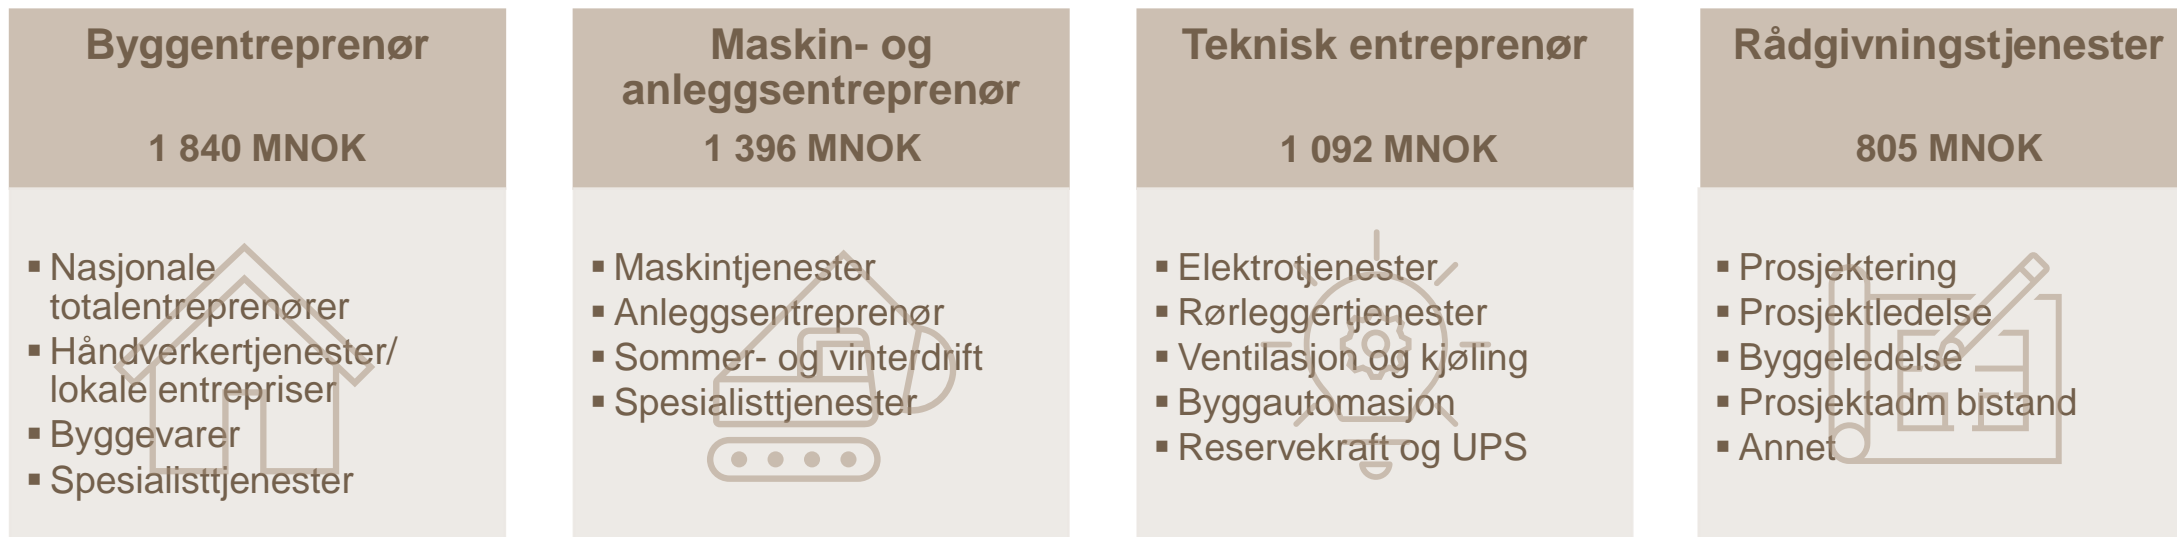 Byggentreprenør
1 840 MNOK
▪ Nasjonale
totalentreprenører
▪ Håndverkertjenester/
lokale entrepriser
▪ Byggevarer
▪ Spesialisttjenester
Maskin- og
anleggsentreprenør
1 396 MNOK
▪ Maskintjenester
▪ Anleggsentreprenør
▪ Sommer- og vinterdrift
▪ Spesialisttjenester
Teknisk entreprenør
1 092 MNOK
▪ Elektrotjenester
▪ Rørleggertjenester
▪ Ventilasjon og kjøling
▪ Byggautomasjon
▪ Reservekraft og UPS
Rådgivningstjenester
805 MNOK
▪ Prosjektering
▪ Prosjektledelse
▪ Byggeledelse
▪ Prosjektadm bistand
▪ Annet